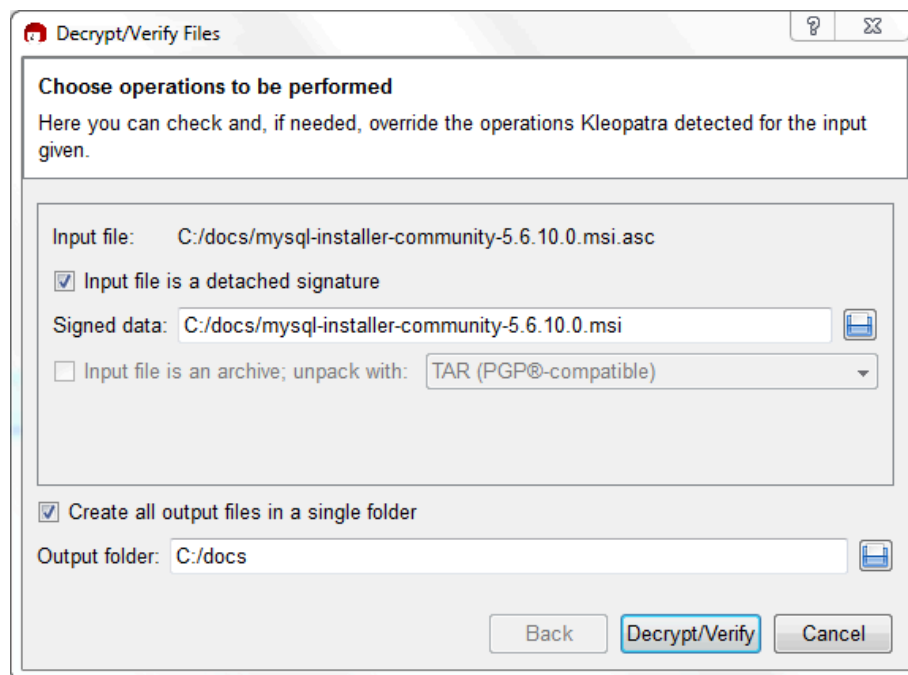 Decrypt/Verify Files
Choose operations to be performed
Here you can check and, if needed, override the operations Kleopatra detected for the input
given.
Input file: C:/docs/mysql-installer-community-5.6.10.0.msi.asc
Input file is a detached signature
Signed data: C:/docs/mysql-installer-community-5.6.10.0.msi
Input file is an archive; unpack with: TAR (PGP®-compatible)
Create all output files in a single folder
Output folder: C:/docs
Back Decrypt/Verify Cancel